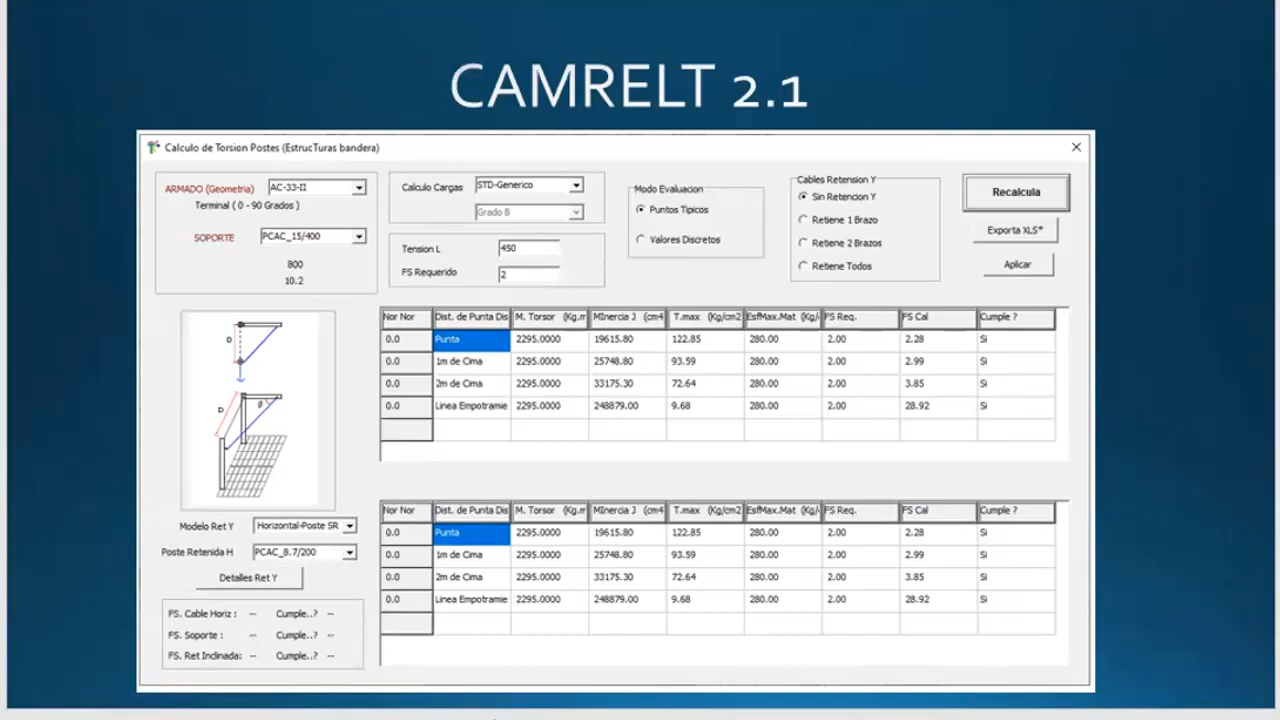 CAMRELT 2.1
Calculo de Torsion Postes (EstrucTuras bandera)
ARMADO (Geometria) AC-33-II
Terminal ( 0 - 90 Grados )
SOPORTE PCAC_15/400
800
10.2
Calculo Cargas STD-Generico
Grado B
Tension L 450
FS Requerido 2
Modo Evaluacion
Puntos Tipicos
Valores Discretos
Cables Retension Y
Sin Retencion Y
Retiene 1 Brazo
Retiene 2 Brazos
Retiene Todos
Recalcula
Exporta XLS*
Aplicar
D
D β
Modelo Ret Y Horizontal-Poste SR
Poste Retenida H PCAC_8.7/200
Detalles Ret Y
FS. Cable Horiz : -- Cumple..? --
FS. Soporte : -- Cumple..? --
FS. Ret Indinada: -- Cumple..? --
Nor Nor Dist. de Punta Dis M. Torsor (Kg.m MInercia J (cm4 T.max (Kg/cm2 EsfMax.Mat (Kg/ FS Req. FS Cal Cumple ?
0.0 Punta 2295.0000 19615.80 122.85 280.00 2.00 2.28 Si
0.0 1m de Cima 2295.0000 25748.80 93.59 280.00 2.00 2.99 Si
0.0 2m de Cima 2295.0000 33175.30 72.64 280.00 2.00 3.85 Si
0.0 Linea Empotramie 2295.0000 248879.00 9.68 280.00 2.00 28.92 Si
Nor Nor Dist. de Punta Dis M. Torsor (Kg.m MInercia J (cm4 T.max (Kg/cm2 EsfMax.Mat (Kg/ FS Req. FS Cal Cumple ?
0.0 Punta 2295.0000 19615.80 122.85 280.00 2.00 2.28 Si
0.0 1m de Cima 2295.0000 25748.80 93.59 280.00 2.00 2.99 Si
0.0 2m de Cima 2295.0000 33175.30 72.64 280.00 2.00 3.85 Si
0.0 Linea Empotramie 2295.0000 248879.00 9.68 280.00 2.00 28.92 Si